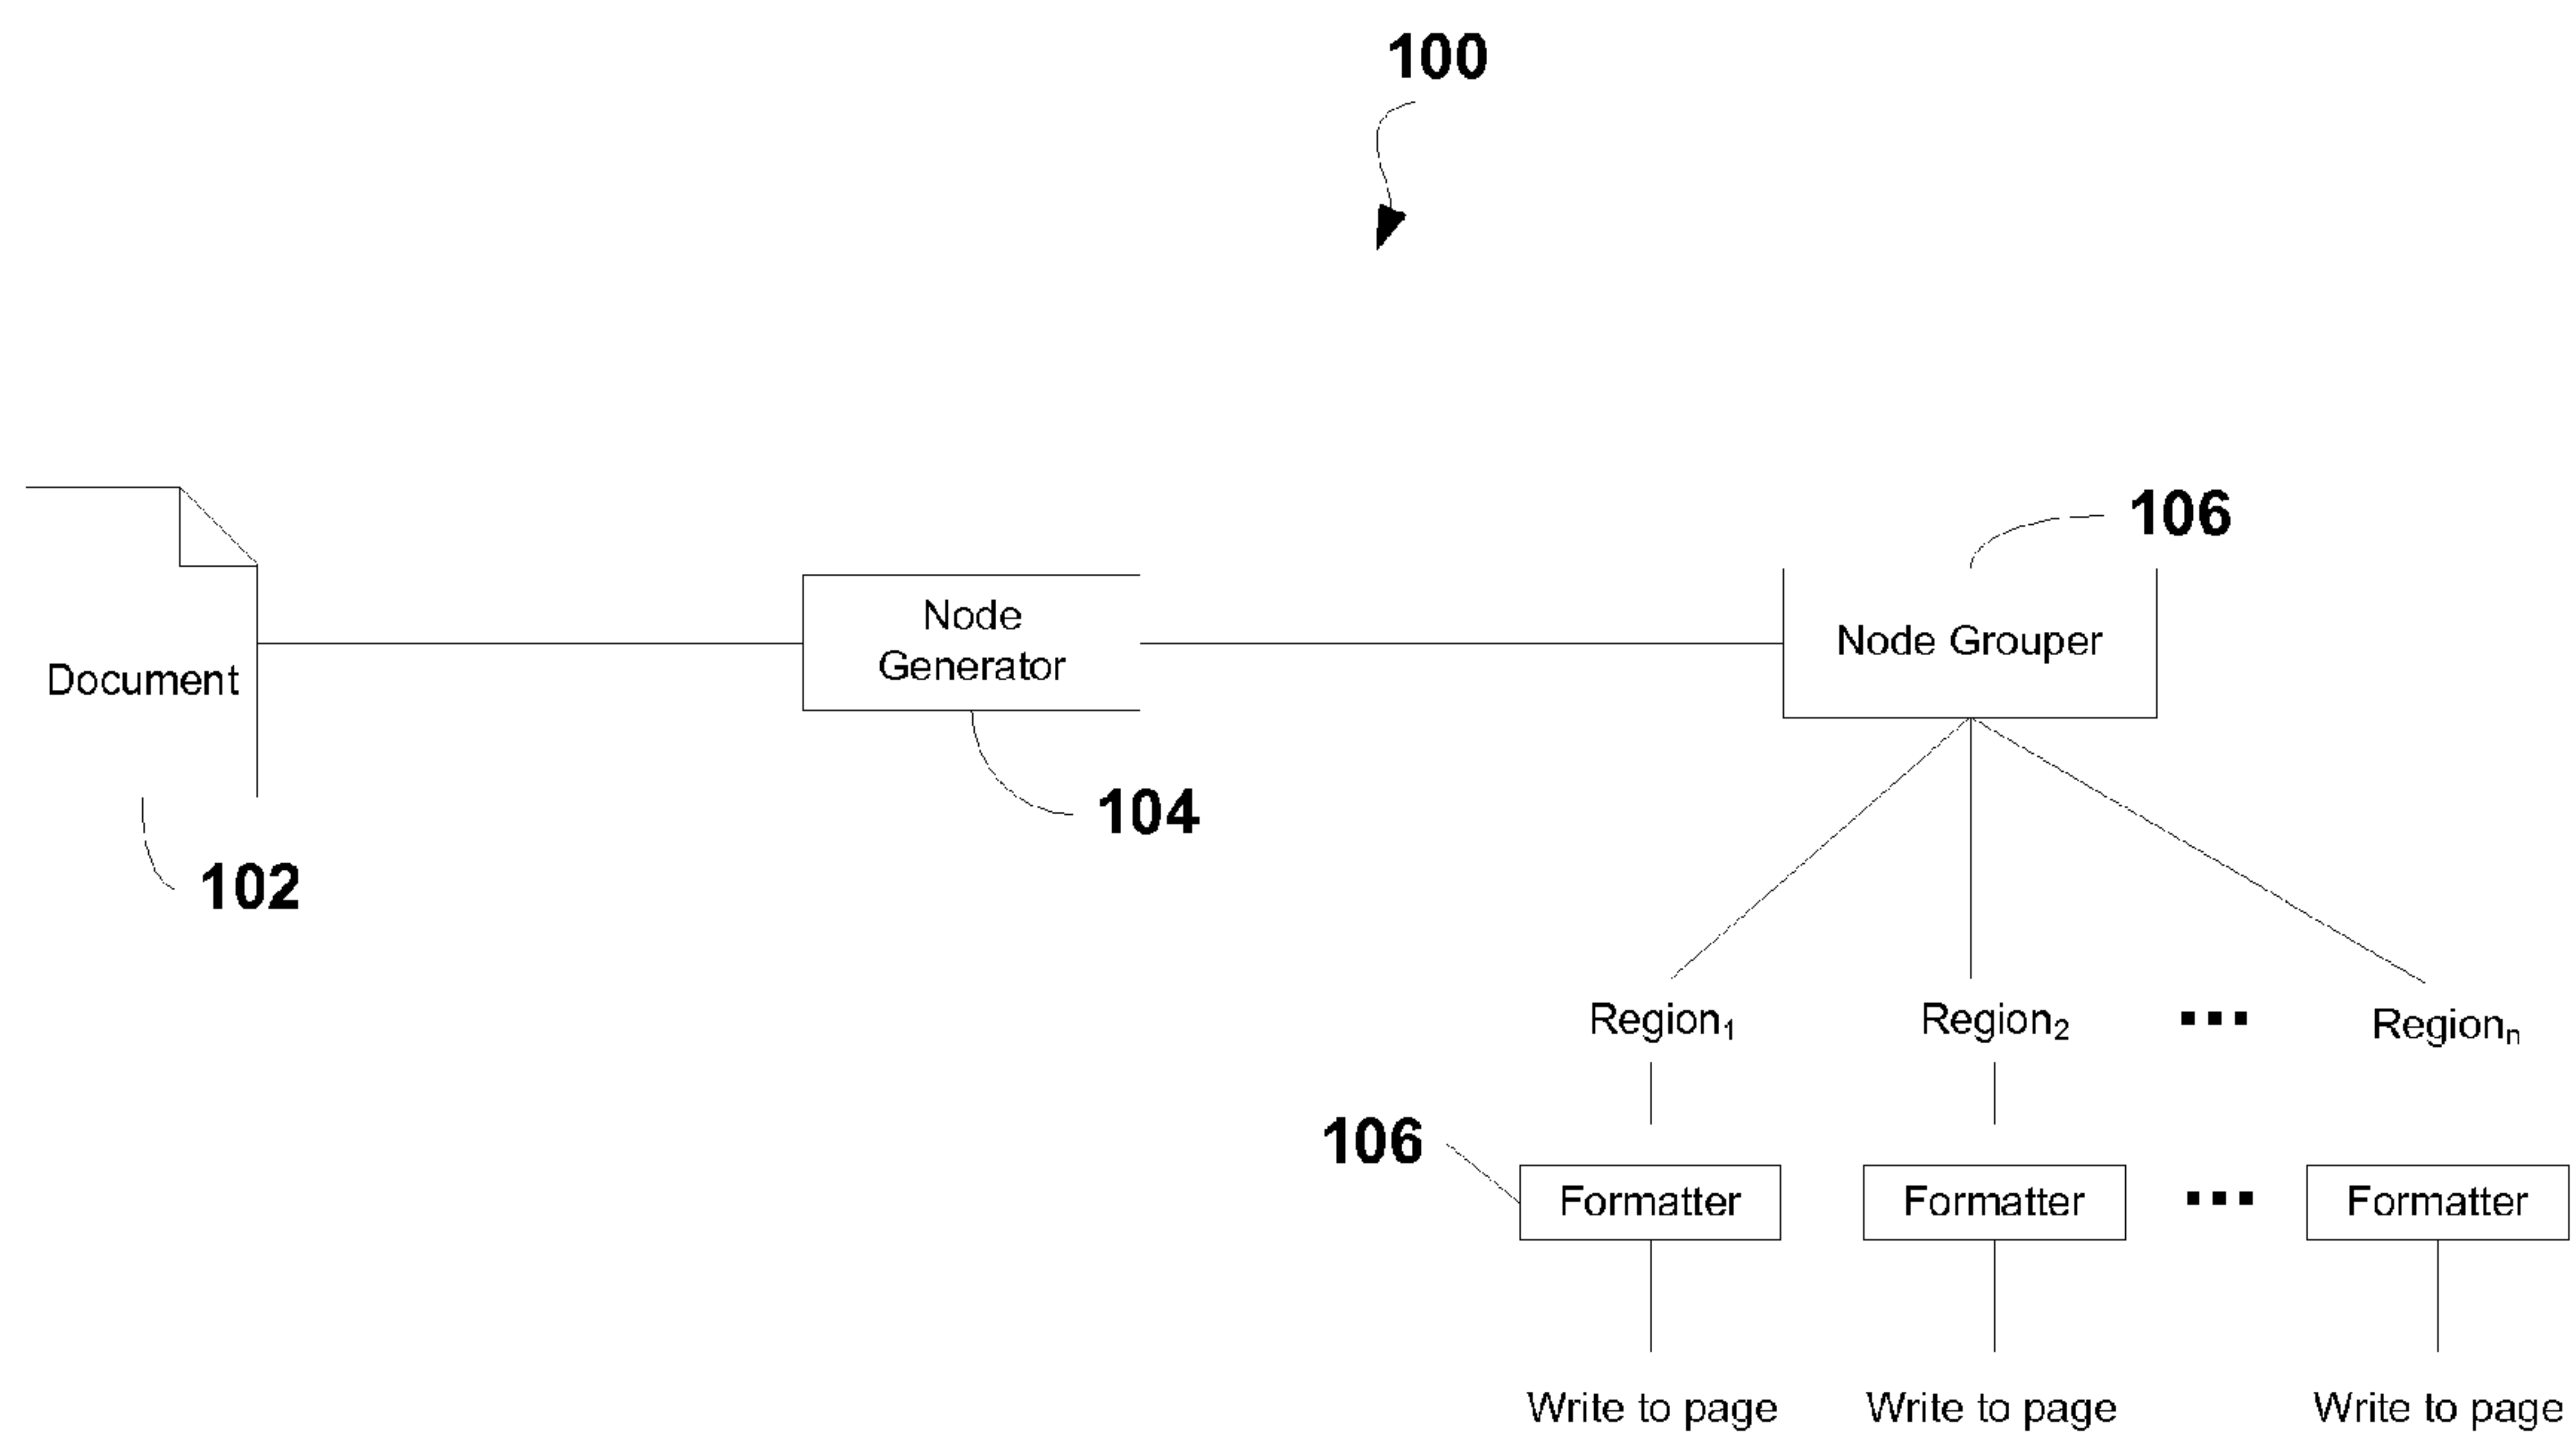 100
106
Node
Generator
Node Grouper
Document
104
102
Region1 Region2 ... Regionn
106
Formatter Formatter ... Formatter
Write to page Write to page Write to page